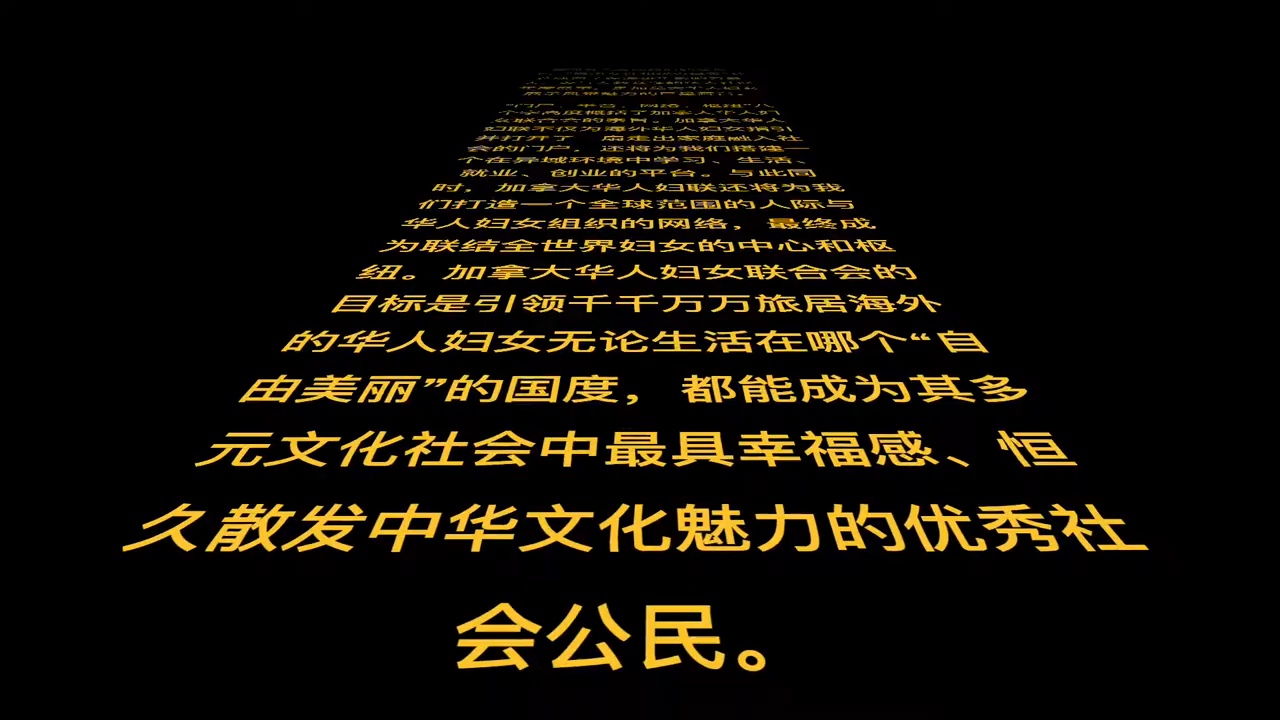 “门户、平台、网络、枢纽”八
个字高度概括了加拿大华人妇
女联合会的季育。加拿大华人
妇联不仅为海外华人妇女指引
并打开了一扇走出家庭融入社
会的门户，还将为我们搭建一
个在异域环境中学习、生活、
就业、创业的平台。与此同
时，加拿大华人妇联还将为我
们打造一个全球范围的人际与
华人妇女组织的网络，最终成
为联结全世界妇女的中心和枢
纽。加拿大华人妇女联合会的
目标是引领千千万万旅居海外
的华人妇女无论生活在哪个“自
由美丽”的国度，都能成为其多
元文化社会中最具幸福感、恒
久散发中华文化魅力的优秀社
会公民。